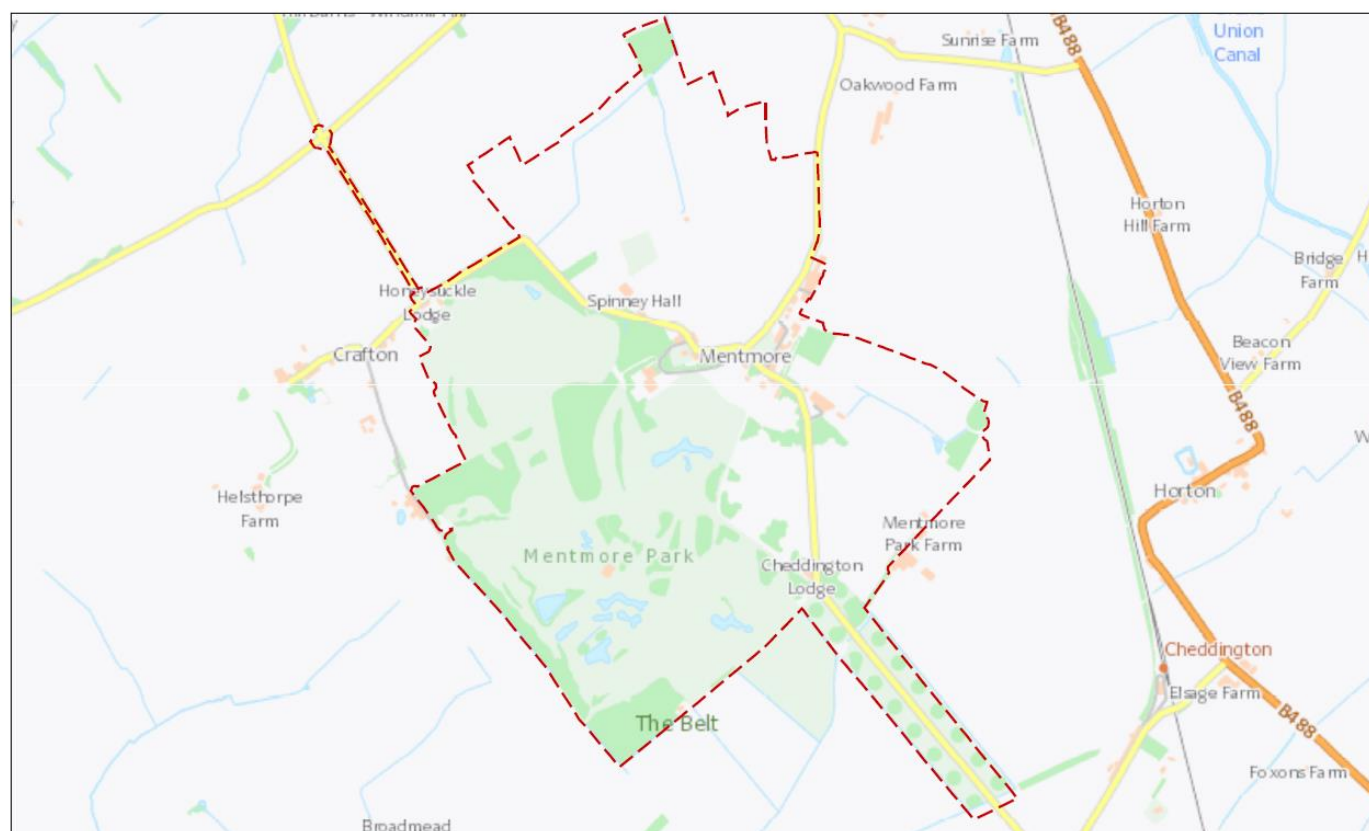 B488
Union
Canal
Sunrise Farm
Oakwood Farm
Horton
Hill Farm
Bridge
Farm
Honeysuckle
Lodge
Spinney Hall
Crafton
Mentmore
Beacon
View Farm
B488
Helsthorpe
Farm
Horton
Mentmore
Park Farm
Mentmore Park
Cheddington
Lodge
Cheddington
Elsage Farm
The Belt
B488
Foxons Farm
Broadmead